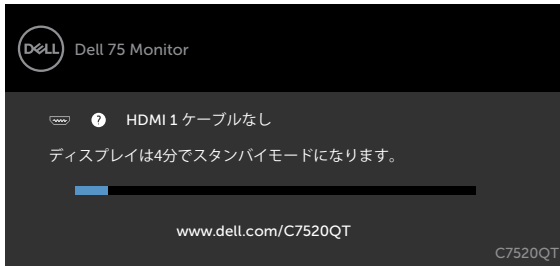 DELL Dell 75 Monitor
? HDMI 1 ケーブルなし
ディスプレイは4分でスタンバイモードになります。
www.dell.com/C7520QT
C7520QT